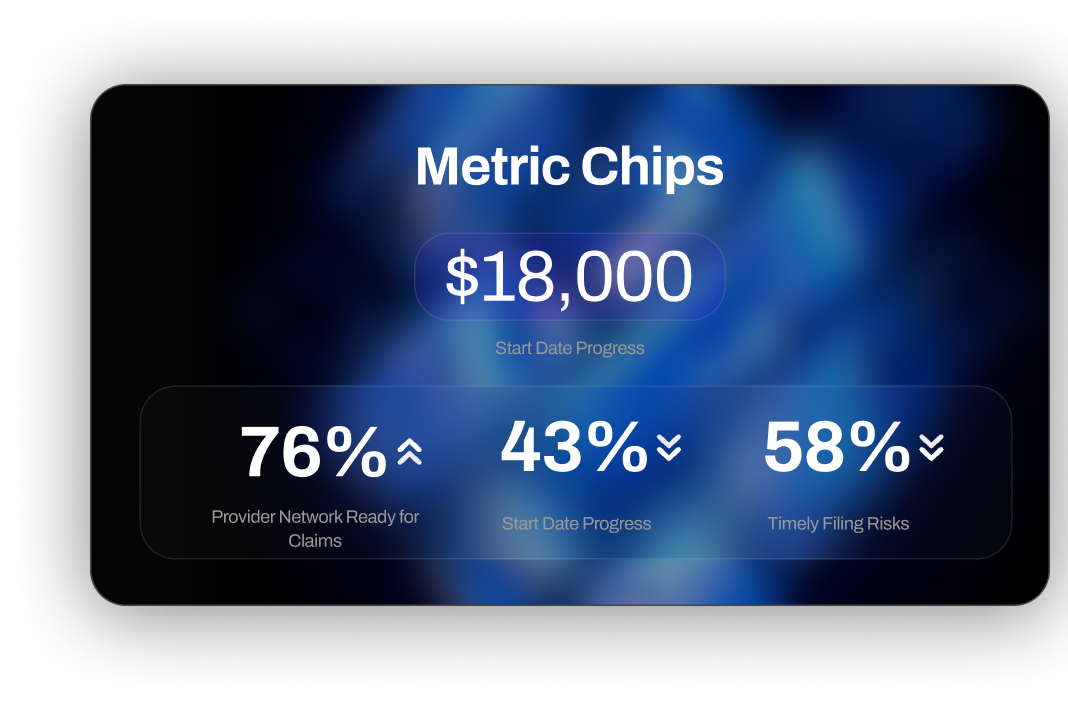 Metric Chips
$18,000
Start Date Progress
76%
43%
58%
Provider Network Ready for
Claims
Start Date Progress
Timely Filing Risks